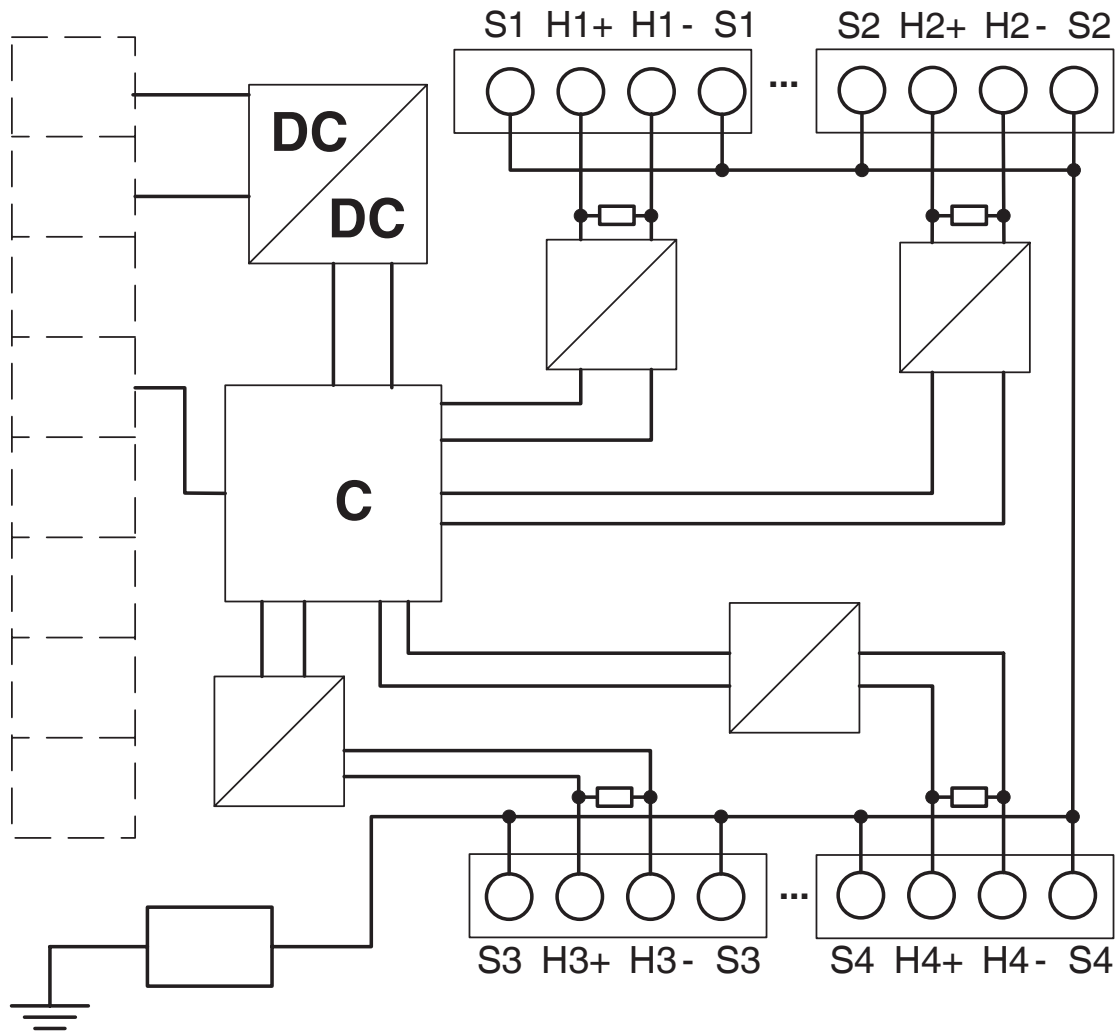 S1 H1+ H1- S1 S2 H2+ H2- S2
... 
DC
DC
C
...
S3 H3+ H3- S3 S4 H4+ H4- S4